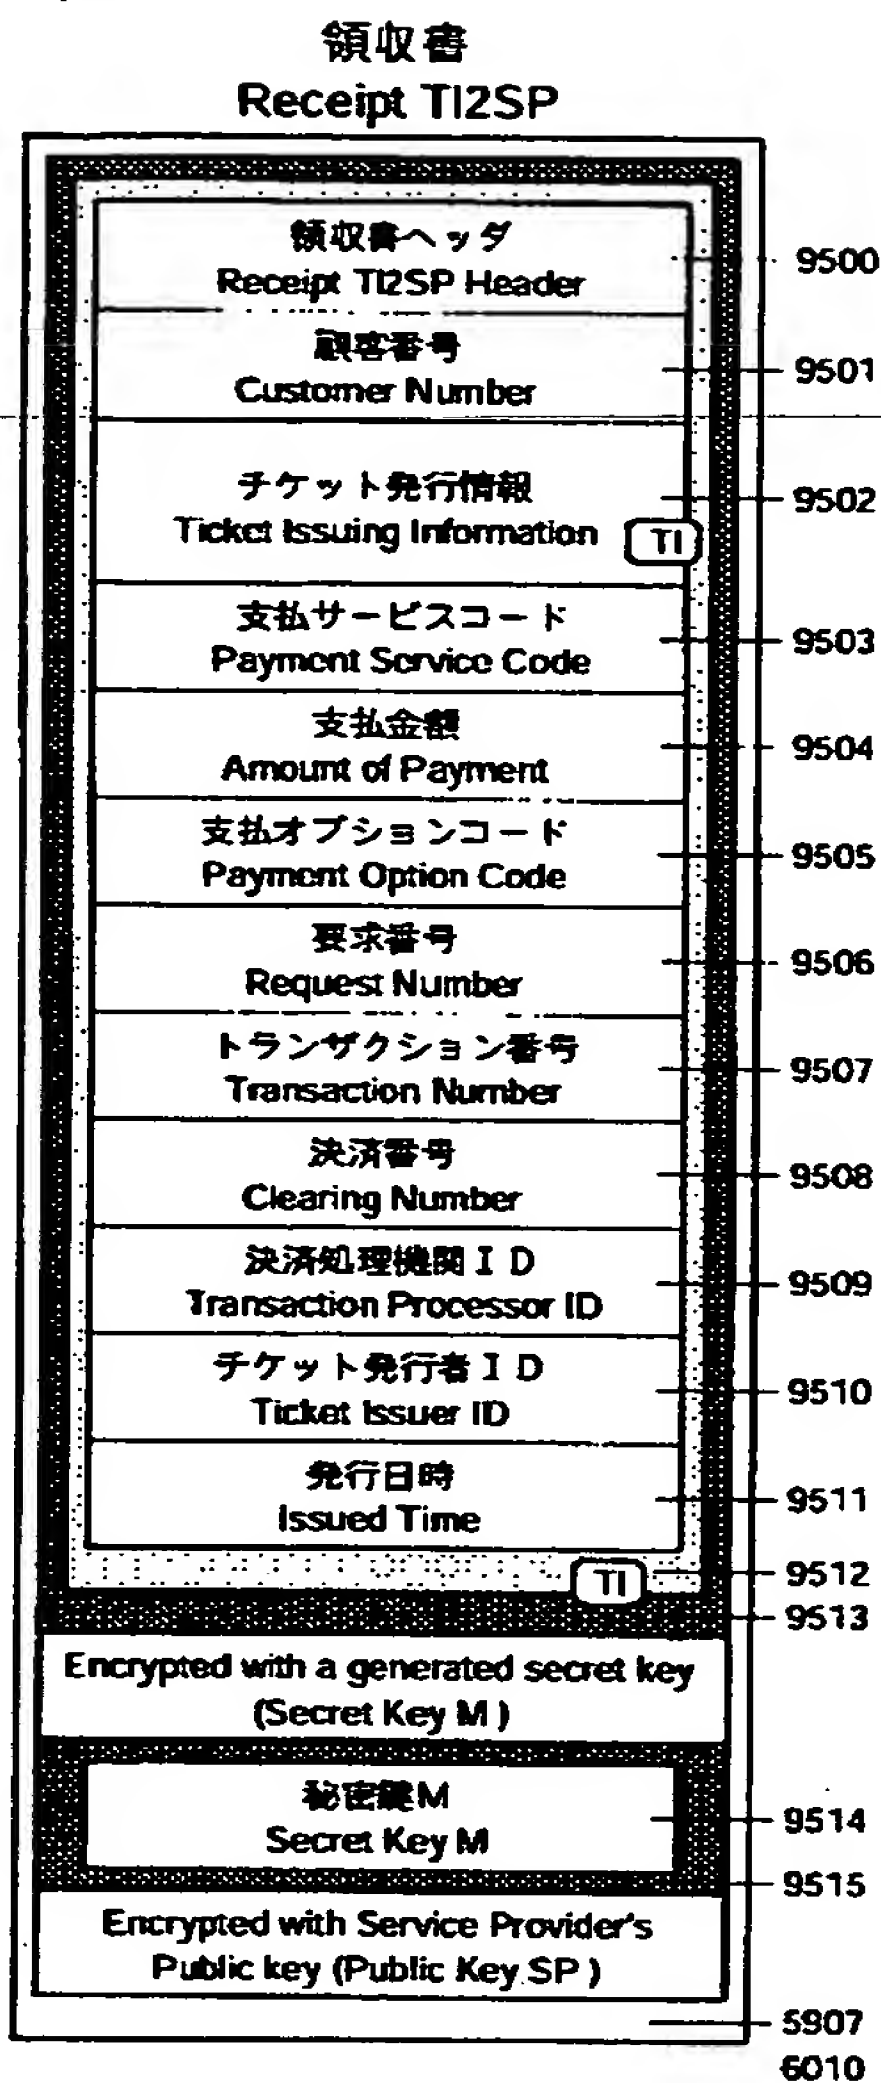 領収書
Receipt TI2SP
領収書ヘッダ
Receipt TI2SP Header
9500
顧客番号
Customer Number
9501
チケット発行情報
Ticket Issuing Information
TI
9502
支払サービスコード
Payment Service Code
9503
支払金額
Amount of Payment
9504
支払オプションコード
Payment Option Code
9505
要求番号
Request Number
9506
トランザクション番号
Transaction Number
9507
決済番号
Clearing Number
9508
決済処理機関ID
Transaction Processor ID
9509
チケット発行者ID
Ticket Issuer ID
9510
発行日時
Issued Time
9511
TI
9512
9513
Encrypted with a generated secret key
(Secret Key M )
秘密鍵M
Secret Key M
9514
9515
Encrypted with Service Provider's
Public key (Public Key SP )
5907
6010